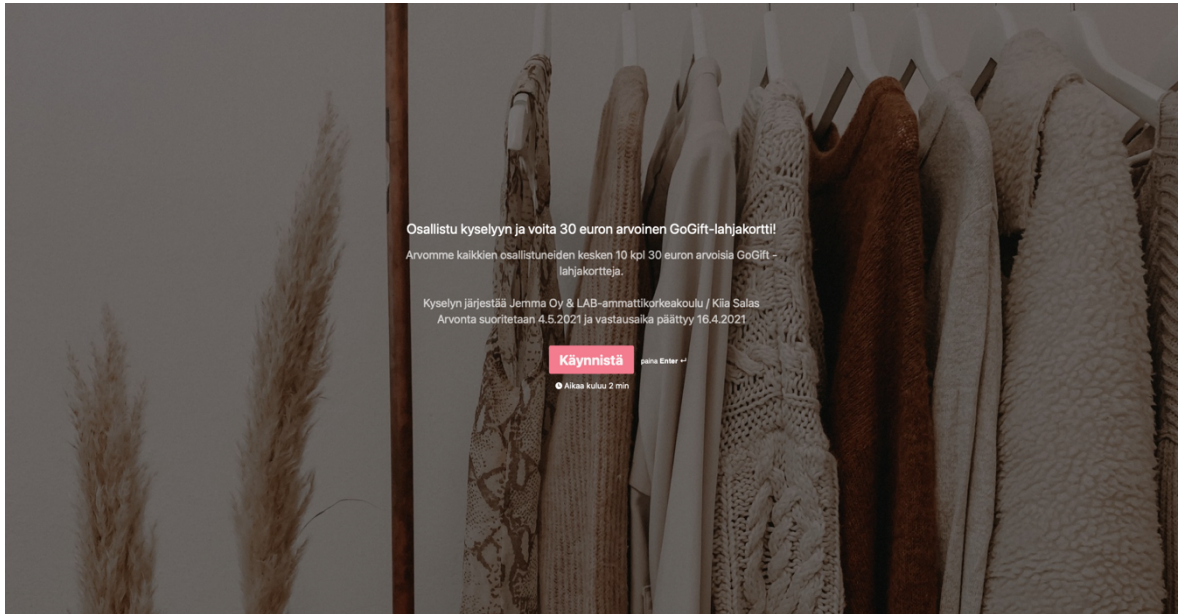 Osallistu kyselyyn ja voita 30 euron arvoinen GoGift-lahjakortti!
Arvomme kaikkien osallistuneiden kesken 10 kpl 30 euron arvoisia GoGift -
lahjakortteja.
Kyselyn järjestää Jemma Oy & LAB-ammattikorkeakoulu / Kiia Salas
Arvonta suoritetaan 4.5.2021 ja vastausaika päättyy 16.4.2021
Käynnistä paina Enter ↵
Aikaa kuluu 2 min